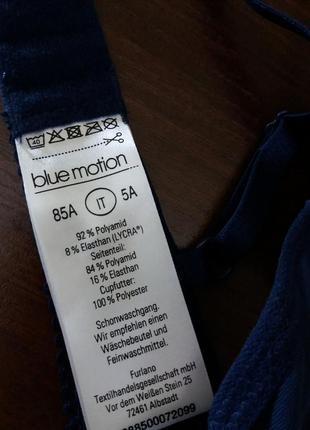 40
blue motion
85A IT 5A
92 % Polyamid
8 % Elasthan (LYCRA®)
Seitenteil:
84 % Polyamid
16 % Elasthan
Cupfutter:
100 % Polyester
Schonwaschgang.
Wir empfehlen einen
Wäschebeutel und
Feinwaschmittel.
Furlano
Textilhandelsgesellschaft mbH
Vor dem Weißen Stein 25
72461 Albstadt